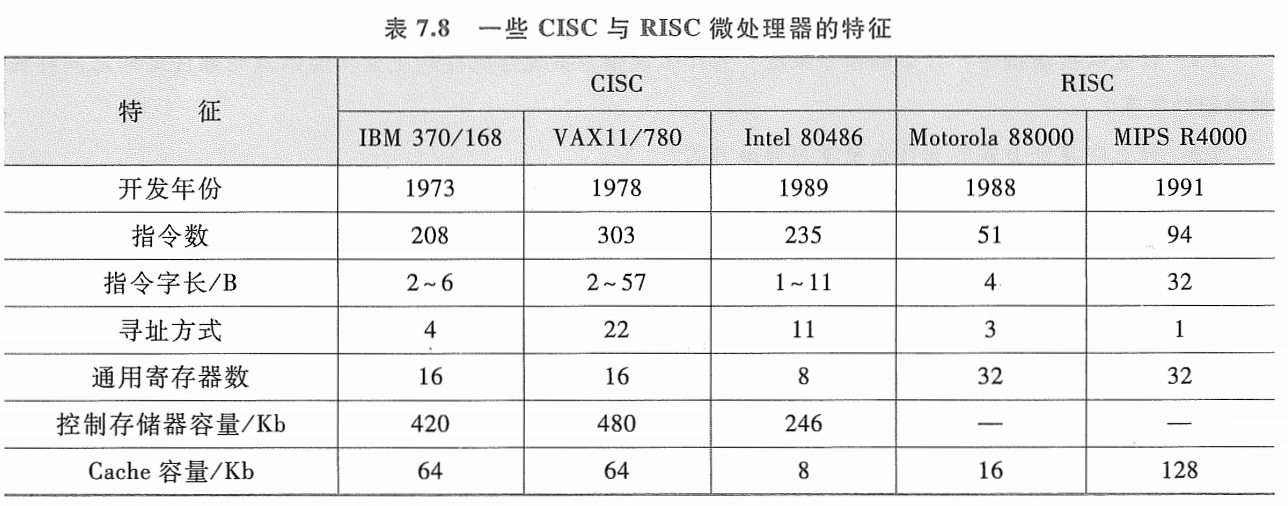 表 7.8 一些 CISC 与 RISC 微处理器的特征
特 征 CISC RISC
IBM 370/168 VAX11/780 Intel 80486 Motorola 88000 MIPS R4000
开发年份 1973 1978 1989 1988 1991
指令数 208 303 235 51 94
指令字长/B 2~6 2~57 1~11 4 32
寻址方式 4 22 11 3 1
通用寄存器数 16 16 8 32 32
控制存储器容量/Kb 420 480 246 — —
Cache 容量/Kb 64 64 8 16 128